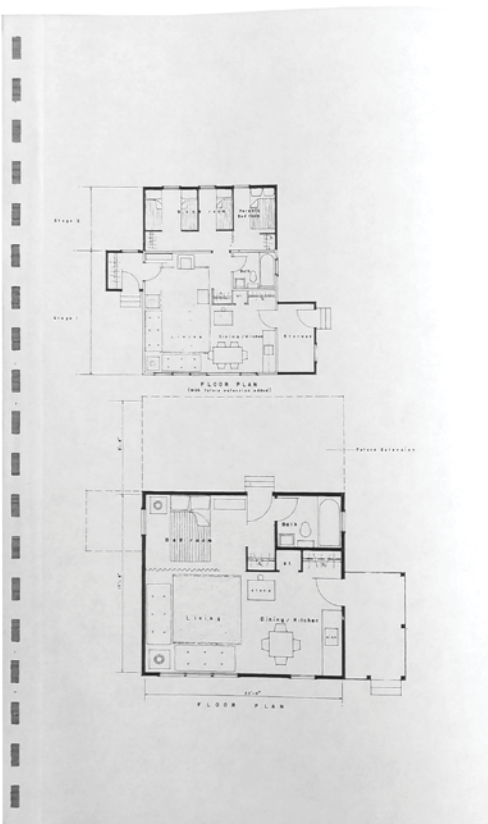 Stage 2
Bed room
Parents
Bed room
Stage 1
Bath
Living
Dining/Kitchen
Storage
FLOOR PLAN
(With future extension added)
Future Extension
Bath
Bed room
Living
Dining/Kitchen
FLOOR PLAN